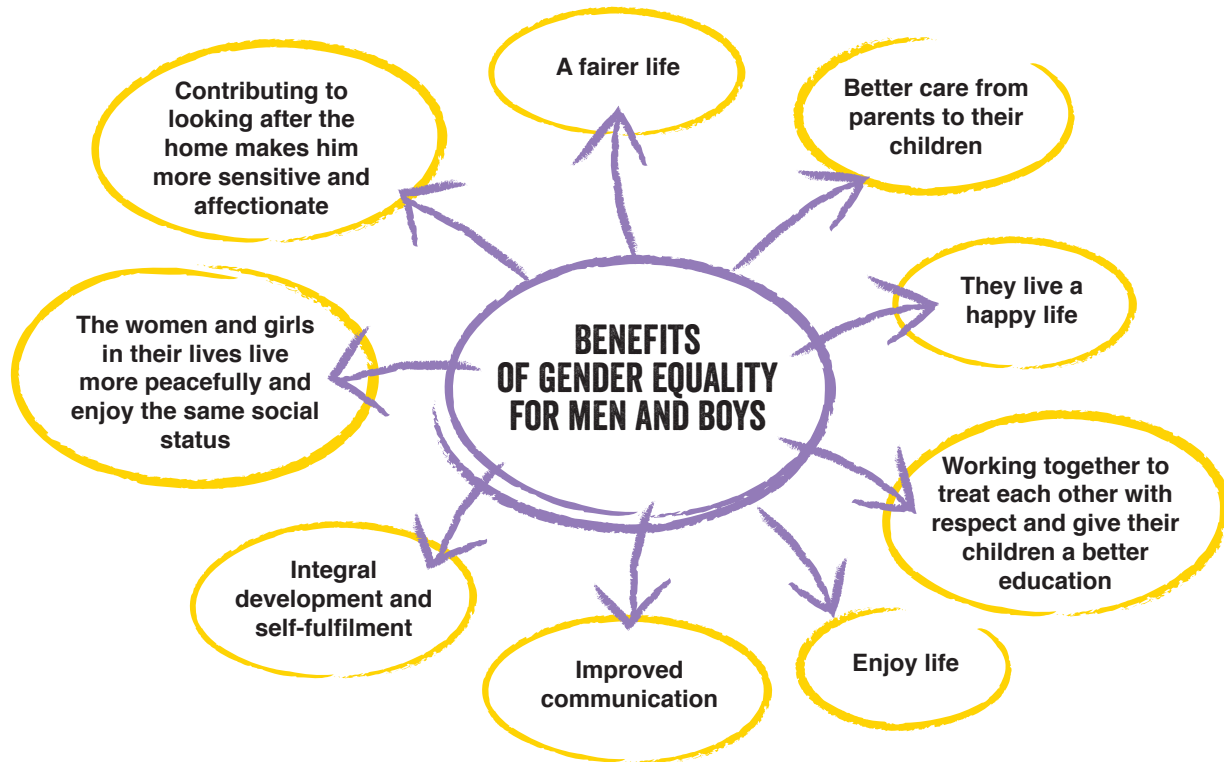 A fairer life
Better care from
parents to their
children
They live a
happy life
Working together to
treat each other with
respect and give their
children a better
education
Enjoy life
Improved
communication
Integral
development and
self-fulfilment
The women and girls
in their lives live
more peacefully and
enjoy the same social
status
Contributing to
looking after the
home makes him
more sensitive and
affectionate
BENEFITS
OF GENDER EQUALITY
FOR MEN AND BOYS